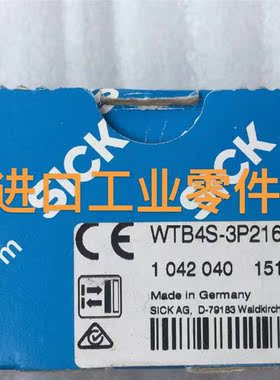 SICK
SICK
进口工业零件
m
CE
WTB4S-3P216
1 042 040 151
Made in Germany
SICK AG, D-79183 Waldkirch